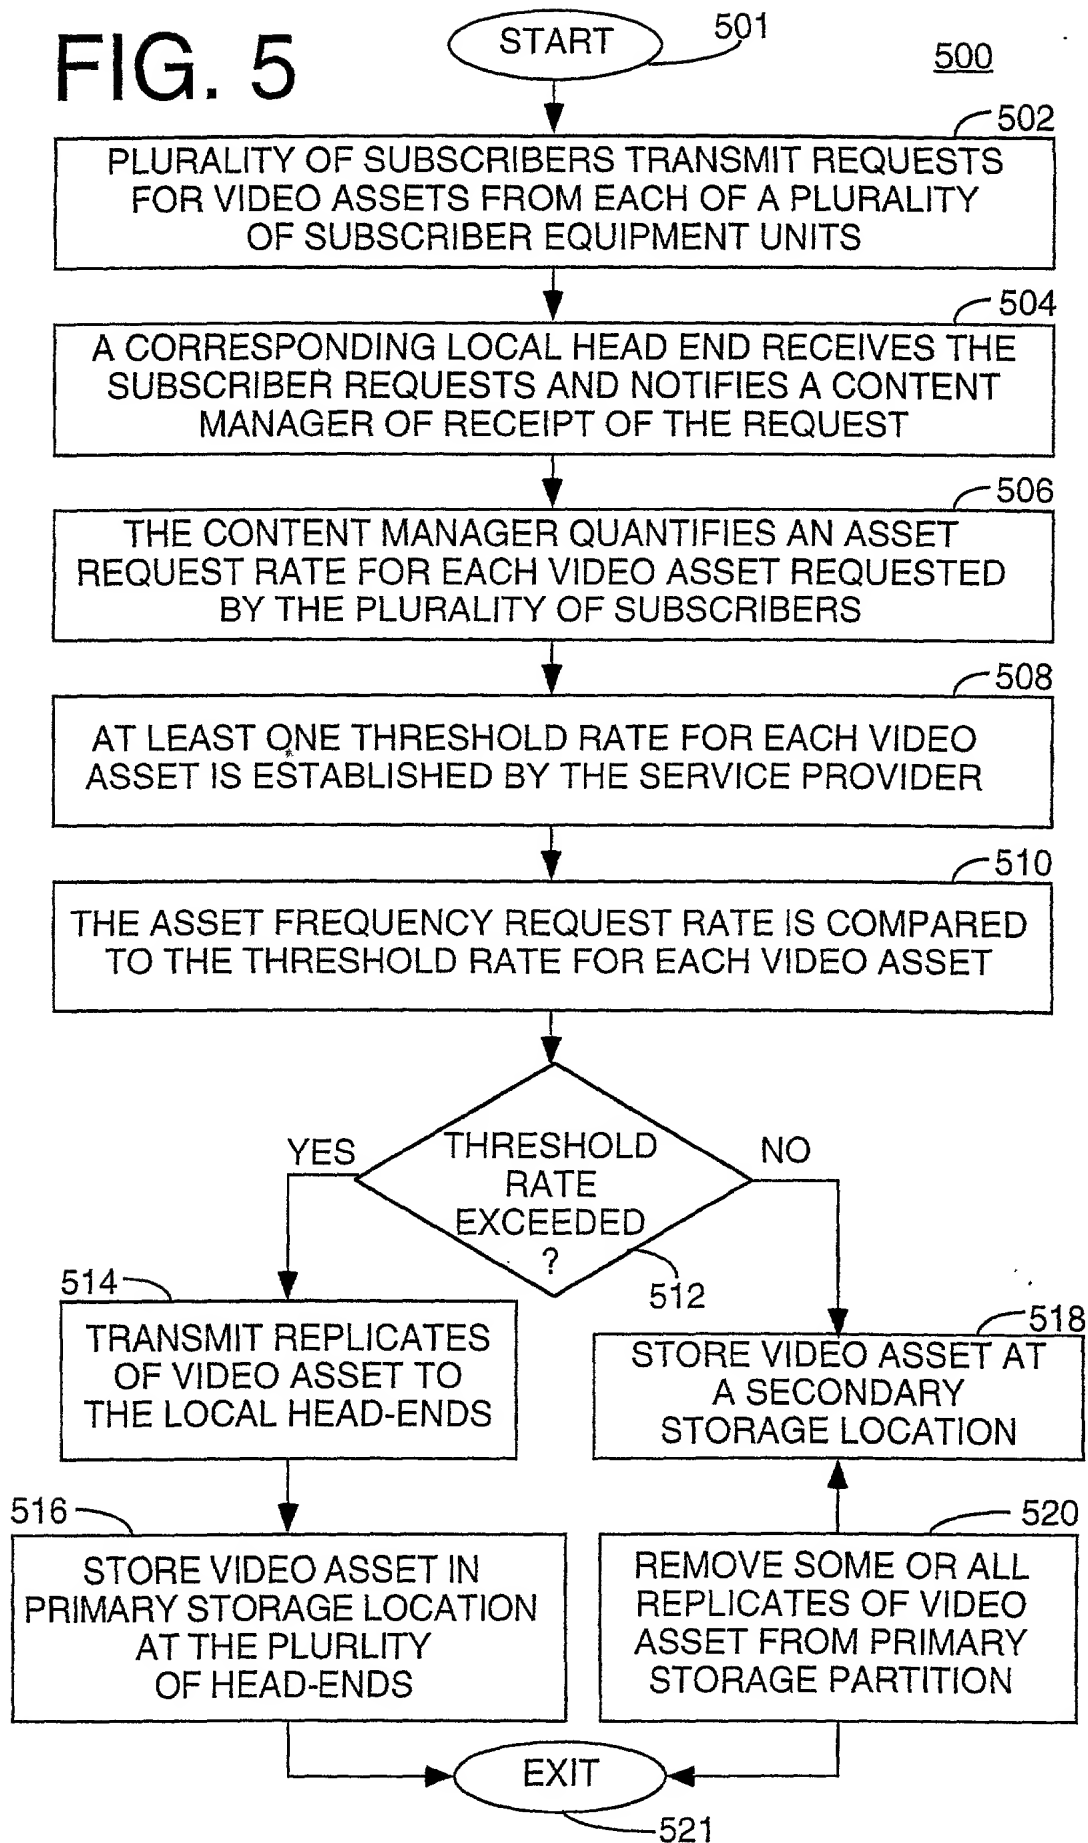 FIG. 5
START
501
500
502
PLURALITY OF SUBSCRIBERS TRANSMIT REQUESTS
FOR VIDEO ASSETS FROM EACH OF A PLURALITY
OF SUBSCRIBER EQUIPMENT UNITS
504
A CORRESPONDING LOCAL HEAD END RECEIVES THE
SUBSCRIBER REQUESTS AND NOTIFIES A CONTENT
MANAGER OF RECEIPT OF THE REQUEST
506
THE CONTENT MANAGER QUANTIFIES AN ASSET
REQUEST RATE FOR EACH VIDEO ASSET REQUESTED
BY THE PLURALITY OF SUBSCRIBERS
508
AT LEAST ONE THRESHOLD RATE FOR EACH VIDEO
ASSET IS ESTABLISHED BY THE SERVICE PROVIDER
510
THE ASSET FREQUENCY REQUEST RATE IS COMPARED
TO THE THRESHOLD RATE FOR EACH VIDEO ASSET
YES
THRESHOLD
RATE
EXCEEDED
?
NO
512
514
TRANSMIT REPLICATES
OF VIDEO ASSET TO
THE LOCAL HEAD-ENDS
518
STORE VIDEO ASSET AT
A SECONDARY
STORAGE LOCATION
516
STORE VIDEO ASSET IN
PRIMARY STORAGE LOCATION
AT THE PLURLITY
OF HEAD-ENDS
520
REMOVE SOME OR ALL
REPLICATES OF VIDEO
ASSET FROM PRIMARY
STORAGE PARTITION
EXIT
521